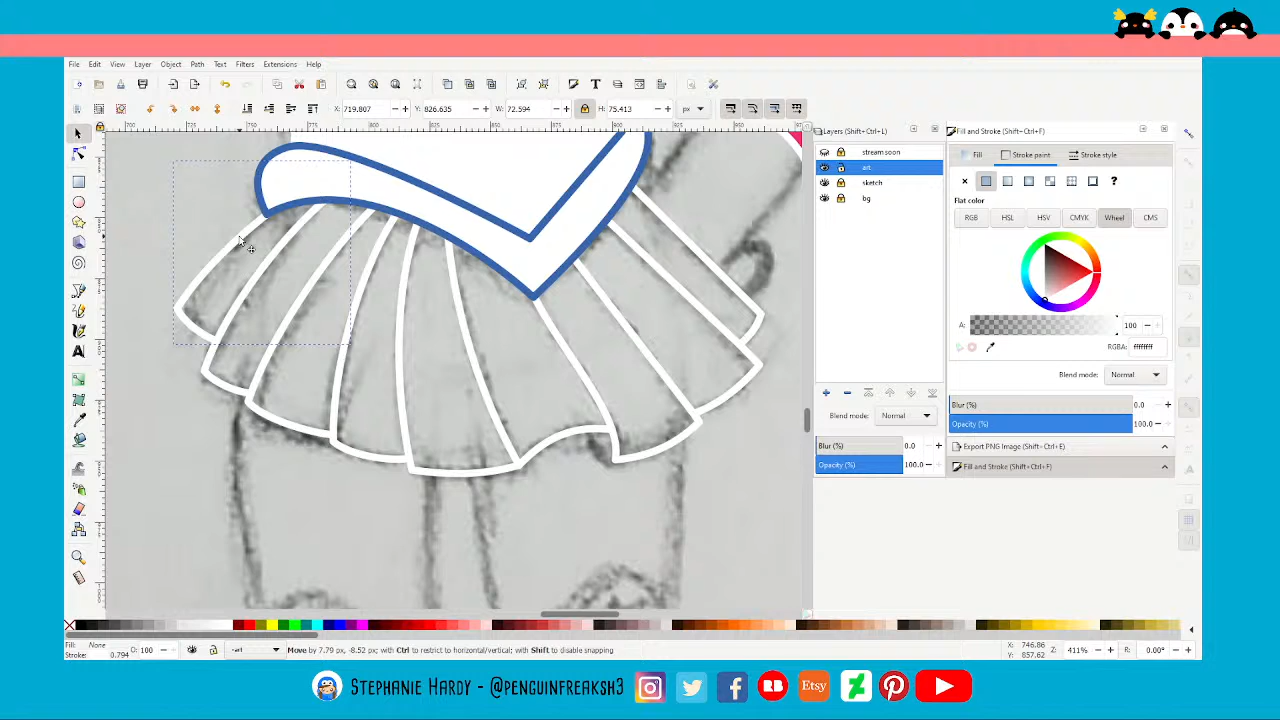 File Edit View Layer Object Path Text Filters Extensions Help
X: 719.807 Y: 826.635 W: 72.594 H: 75.413 px
Layers (Shift+Ctrl+L)
stream soon
art
sketch
bg
Blend mode: Normal
Blur (%) 0.0
Opacity (%) 100.0
Fill and Stroke (Shift+Ctrl+F)
Fill Stroke paint Stroke style
Flat color
RGB HSL HSV CMYK Wheel CMS
A: 100
RGBA: ffffffff
Blend mode: Normal
Blur (%) 0.0
Opacity (%) 100.0
Export PNG Image (Shift+Ctrl+E)
Fill and Stroke (Shift+Ctrl+F)
Fill: None
Stroke: 0.794 O: 100 -art Move by 7.79 px, -8.52 px; with Ctrl to restrict to horizontal/vertical; with Shift to disable snapping
X: 746.86
Y: 857.62
Z: 411% R: 0.00°
Stephanie Hardy - @penguinfreaksh3 Etsy